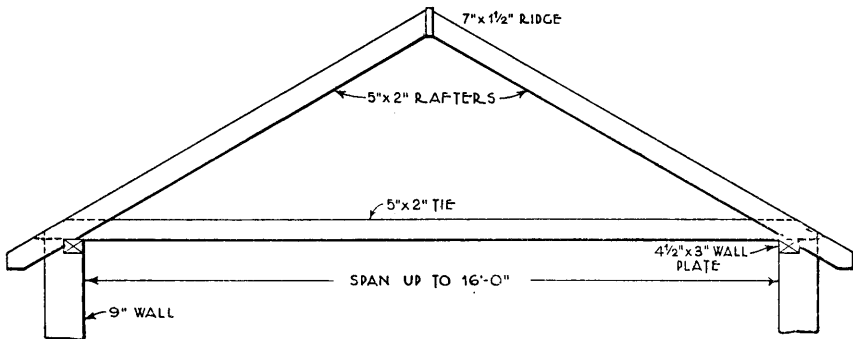 7"x 1½" RIDGE
5"x 2" RAFTERS
5"x 2" TIE
4½"x 3" WALL
PLATE
SPAN UP TO 16'-0"
9" WALL